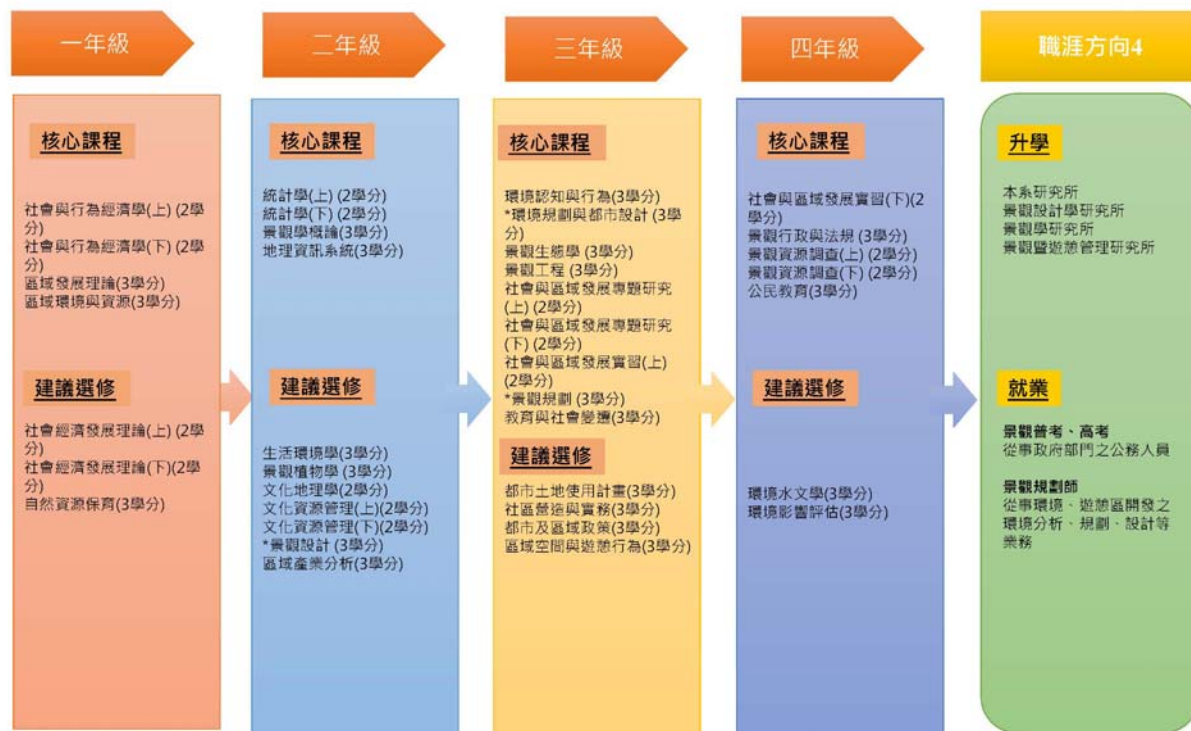 一年級
核心課程
社會與行為經濟學(上) (2學
分)
社會與行為經濟學(下) (2學
分)
區域發展理論(3學分)
區域環境與資源(3學分)
建議選修
社會經濟發展理論(上) (2學
分)
社會經濟發展理論(下)(2學
分)
自然資源保育(3學分)
二年級
核心課程
統計學(上) (2學分)
統計學(下) (2學分)
景觀學概論(3學分)
地理資訊系統(3學分)
建議選修
生活環境學(3學分)
景觀植物學 (3學分)
文化地理學(2學分)
文化資源管理(上)(2學分)
文化資源管理(下)(2學分)
*景觀設計 (3學分)
區域產業分析(3學分)
三年級
核心課程
環境認知與行為(3學分)
*環境規劃與都市設計 (3學
分)
景觀生態學 (3學分)
景觀工程 (3學分)
社會與區域發展專題研究
(上) (2學分)
社會與區域發展專題研究
(下) (2學分)
社會與區域發展實習(上)
(2學分)
*景觀規劃 (3學分)
教育與社會變遷(3學分)
建議選修
都市土地使用計畫(3學分)
社區營造與實務(3學分)
都市及區域政策(3學分)
區域空間與遊憩行為(3學分)
四年級
核心課程
社會與區域發展實習(下)(2
學分)
景觀行政與法規 (3學分)
景觀資源調查(上) (2學分)
景觀資源調查(下) (2學分)
公民教育(3學分)
建議選修
環境水文學(3學分)
環境影響評估(3學分)
職涯方向4
升學
本系研究所
景觀設計學研究所
景觀學研究所
景觀暨遊憩管理研究所
就業
景觀普考、高考
從事政府部門之公務人員
景觀規劃師
從事環境、遊憩區開發之
環境分析、規劃、設計等
業務